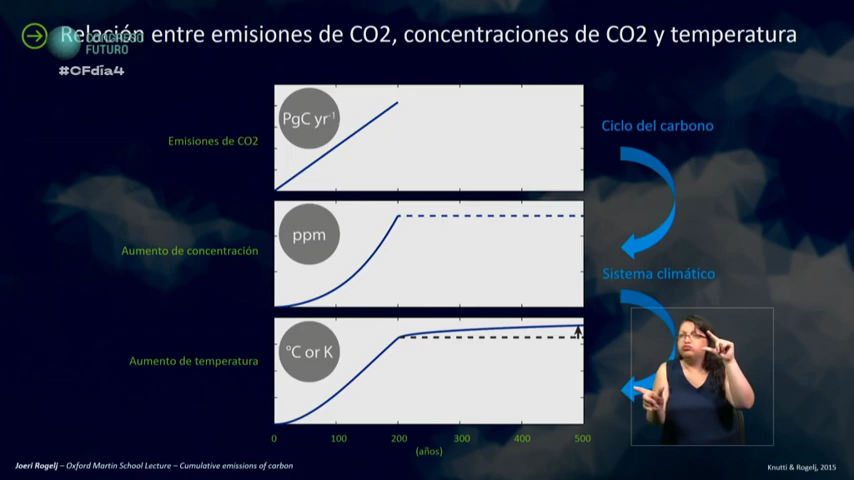 Relación entre emisiones de CO2, concentraciones de CO2 y temperatura
CONGRESO
FUTURO
#CFdía4
PgC yr-1
Emisiones de CO2
Ciclo del carbono
ppm
Aumento de concentración
Sistema climático
°C or K
Aumento de temperatura
0 100 200 300 400 500
(años)
Joeri Rogelj – Oxford Martin School Lecture – Cumulative emissions of carbon
Knutti & Rogelj, 2015